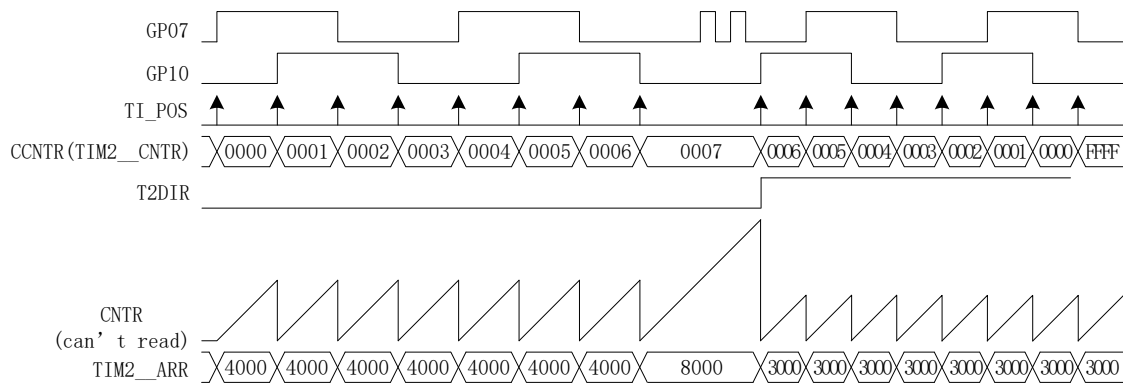 GP07
GP10
TI_POS
CCNTR(TIM2__CNTR) 0000 0001 0002 0003 0004 0005 0006 0007 0006 0005 0004 0003 0002 0001 0000 FFFF
T2DIR
CNTR
(can't read)
TIM2__ARR 4000 4000 4000 4000 4000 4000 4000 8000 3000 3000 3000 3000 3000 3000 3000 3000